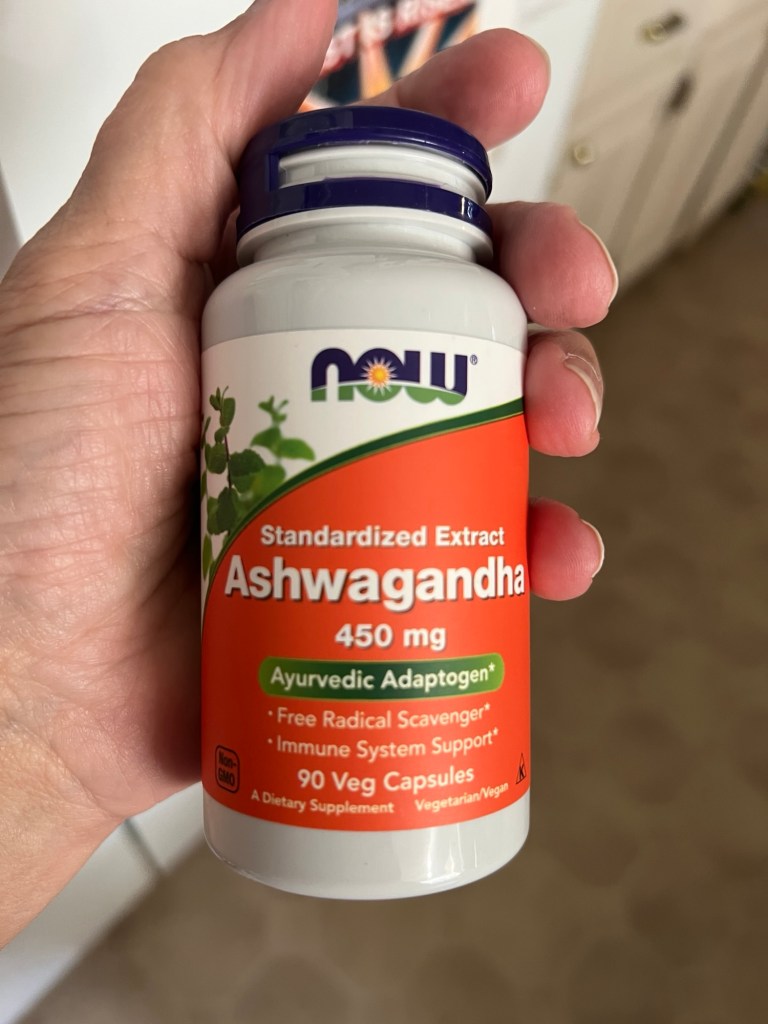 NOW®
Standardized Extract
Ashwagandha
450 mg
Ayurvedic Adaptogen*
• Free Radical Scavenger*
• Immune System Support*
90 Veg Capsules
Non-
GMO
A Dietary Supplement Vegetarian/Vegan
K